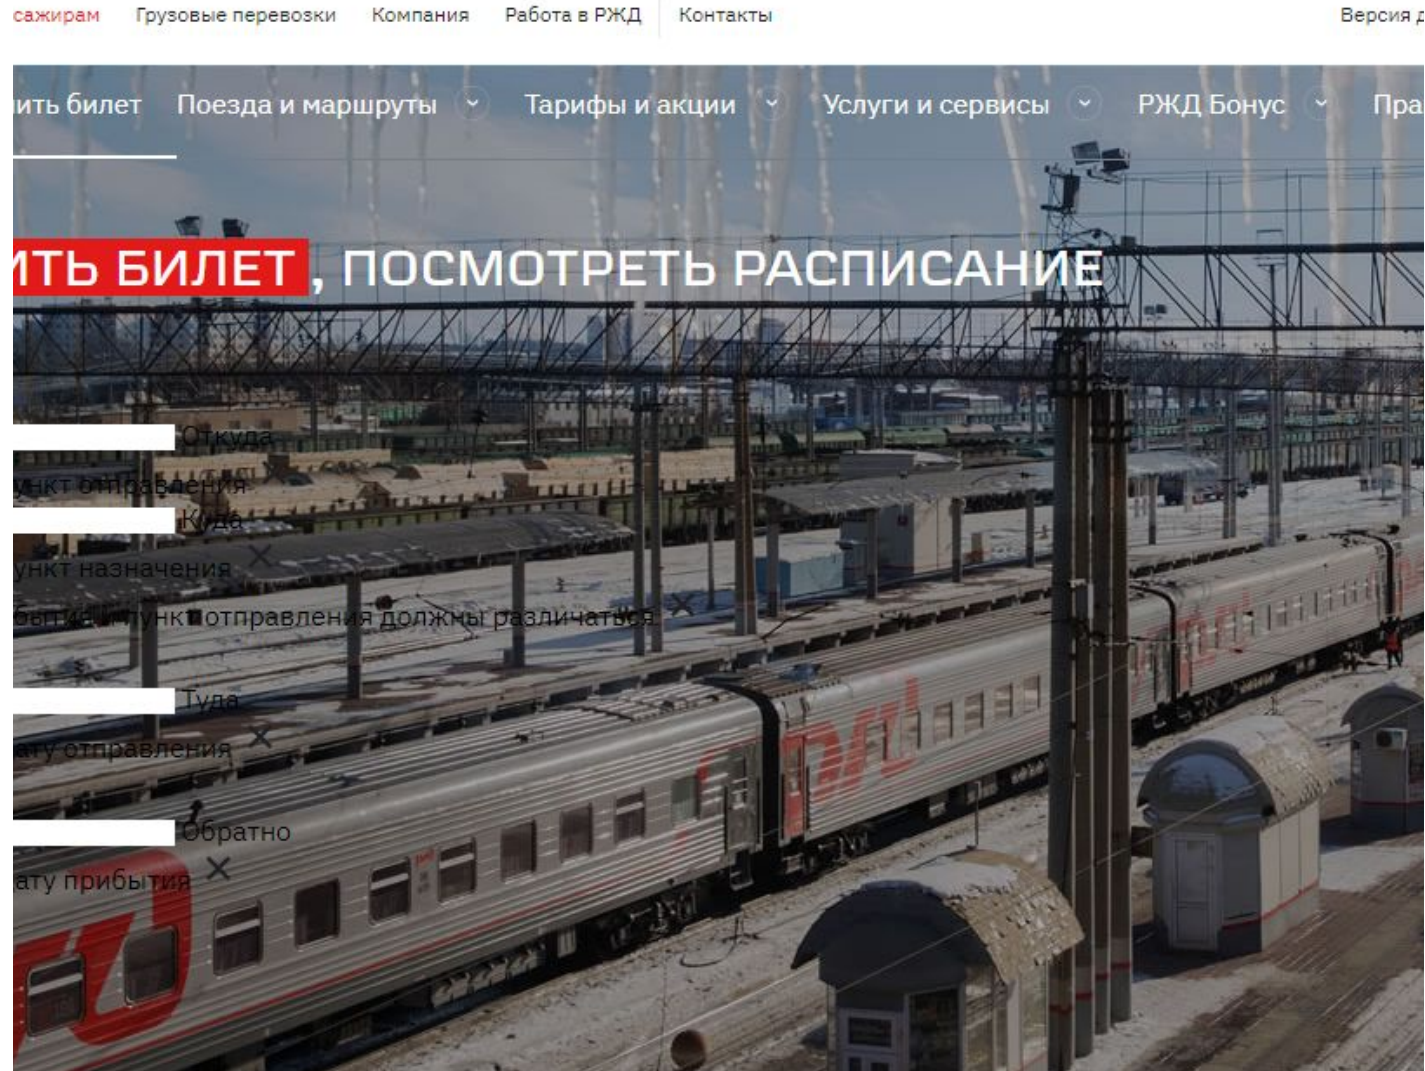 сажирам Грузовые перевозки Компания Работа в РЖД Контакты Версия д
ить билет Поезда и маршруты Тарифы и акции Услуги и сервисы РЖД Бонус Пра
ИТЬ БИЛЕТ, ПОСМОТРЕТЬ РАСПИСАНИЕ
Откуда
ункт отправления
Куда
ункт назначения
бытия и пункт отправления должны различаться
Туда
ату отправления
Обратно
ату прибытия